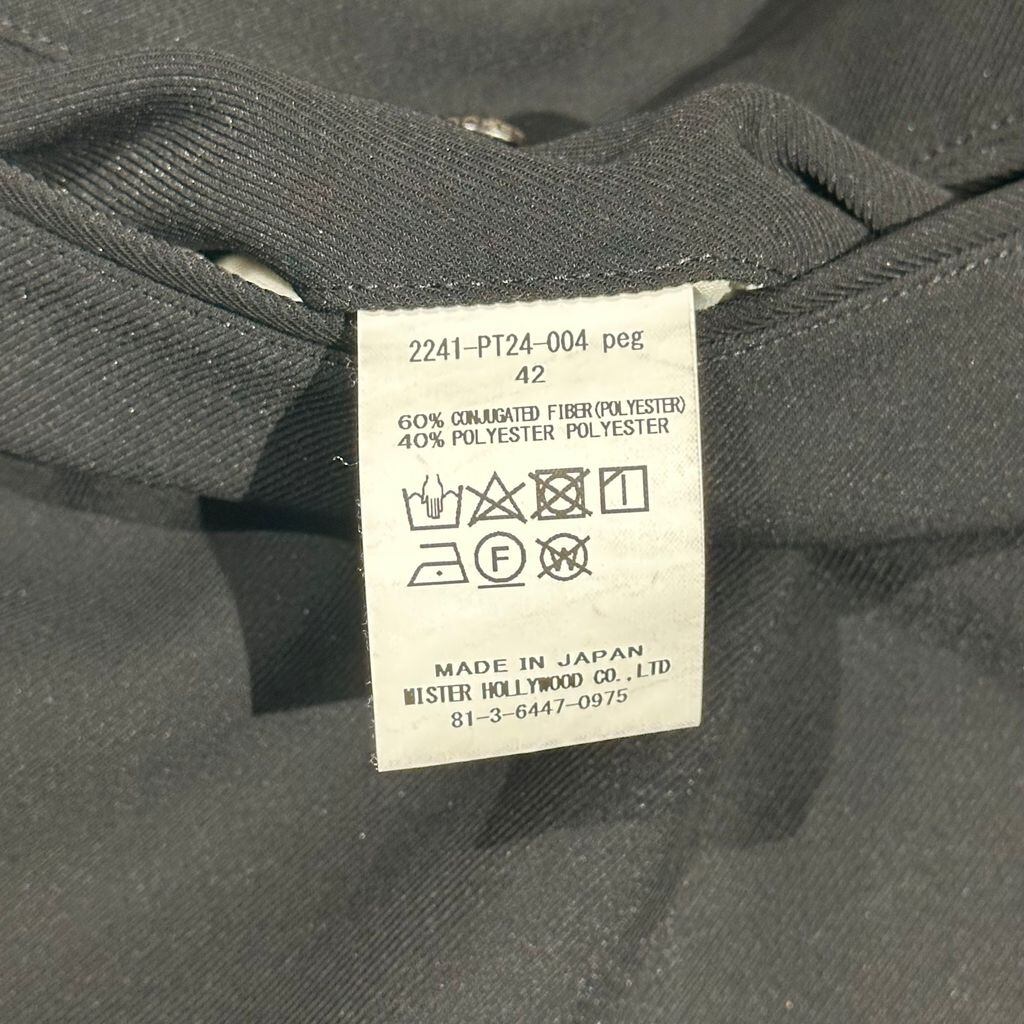 2241-PT24-004 peg
42
60% CONJUGATED FIBER(POLYESTER)
40% POLYESTER POLYESTER
F W
MADE IN JAPAN
MISTER HOLLYWOOD CO.,LTD
81-3-6447-0975